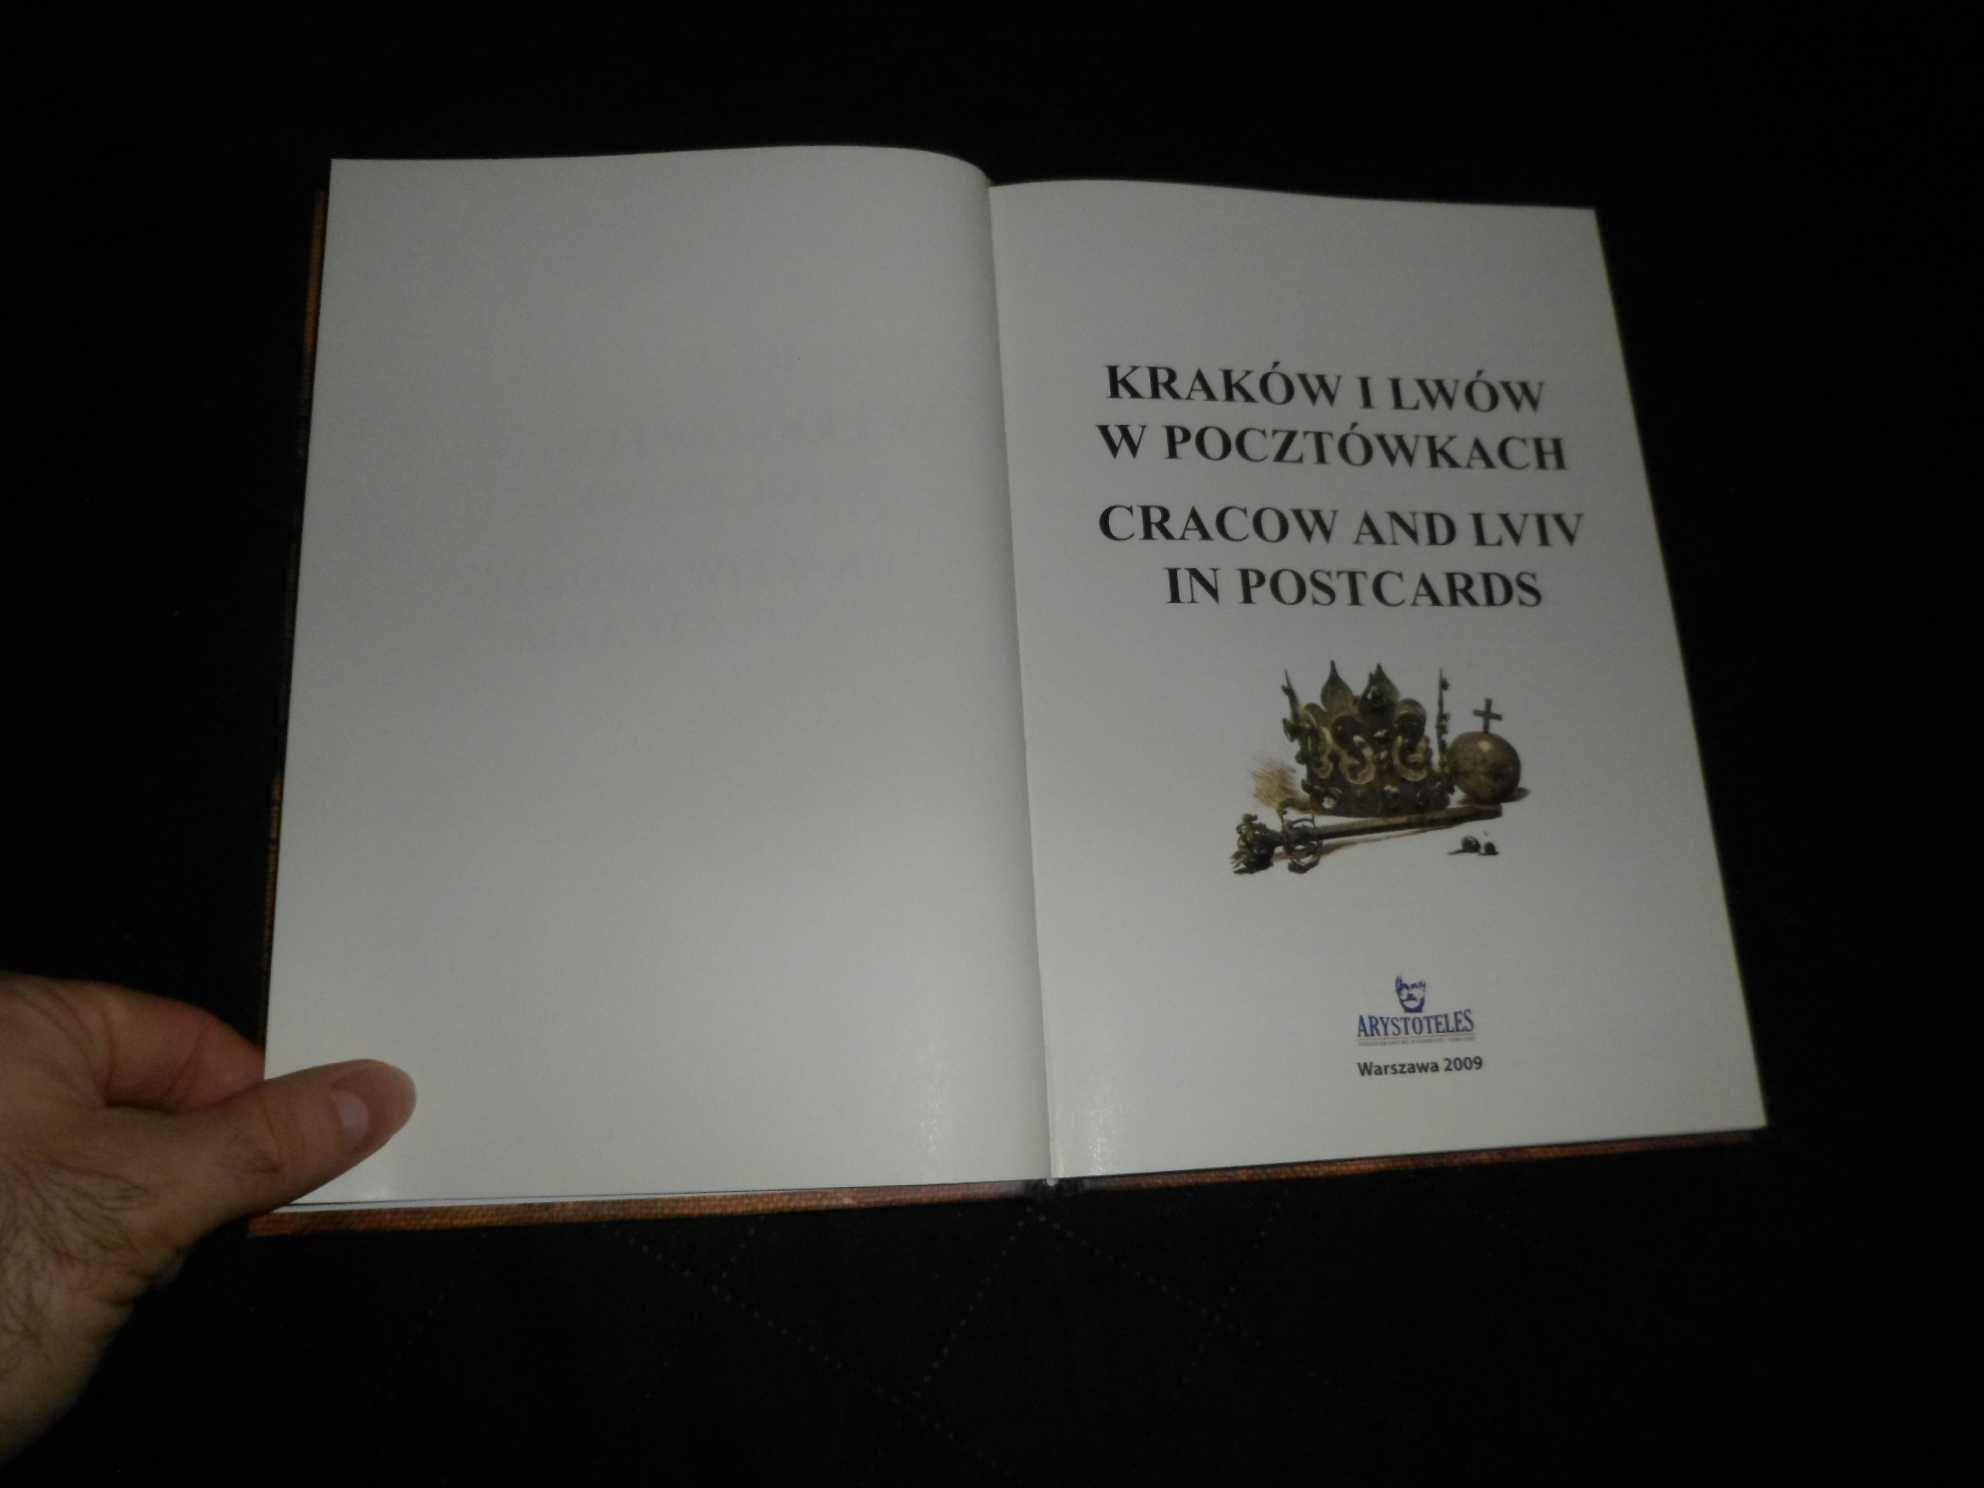 KRAKÓW I LWÓW
W POCZTÓWKACH
CRACOW AND LVIV
IN POSTCARDS
ARYSTOTELES
Warszawa 2009